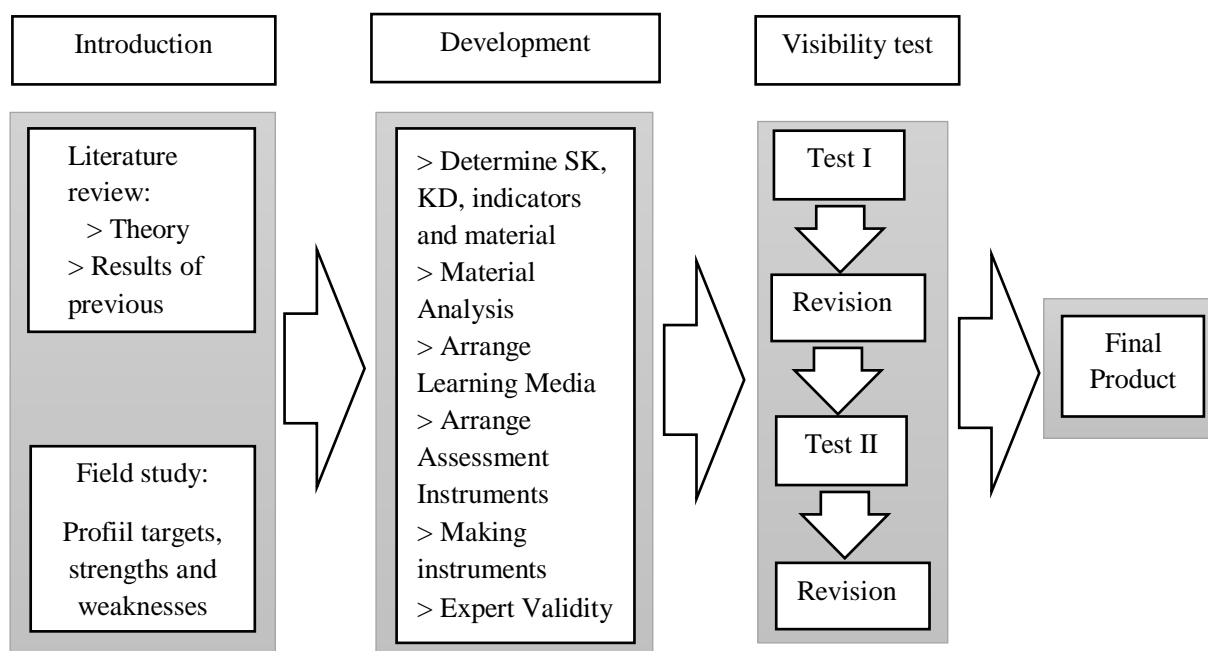 Introduction
Development
Visibility test
Literature
review:
> Theory
> Results of
previous
Field study:
Profiil targets,
strengths and
weaknesses
> Determine SK,
KD, indicators
and material
> Material
Analysis
> Arrange
Learning Media
> Arrange
Assessment
Instruments
> Making
instruments
> Expert Validity
Test I
Revision
Test II
Revision
Final
Product